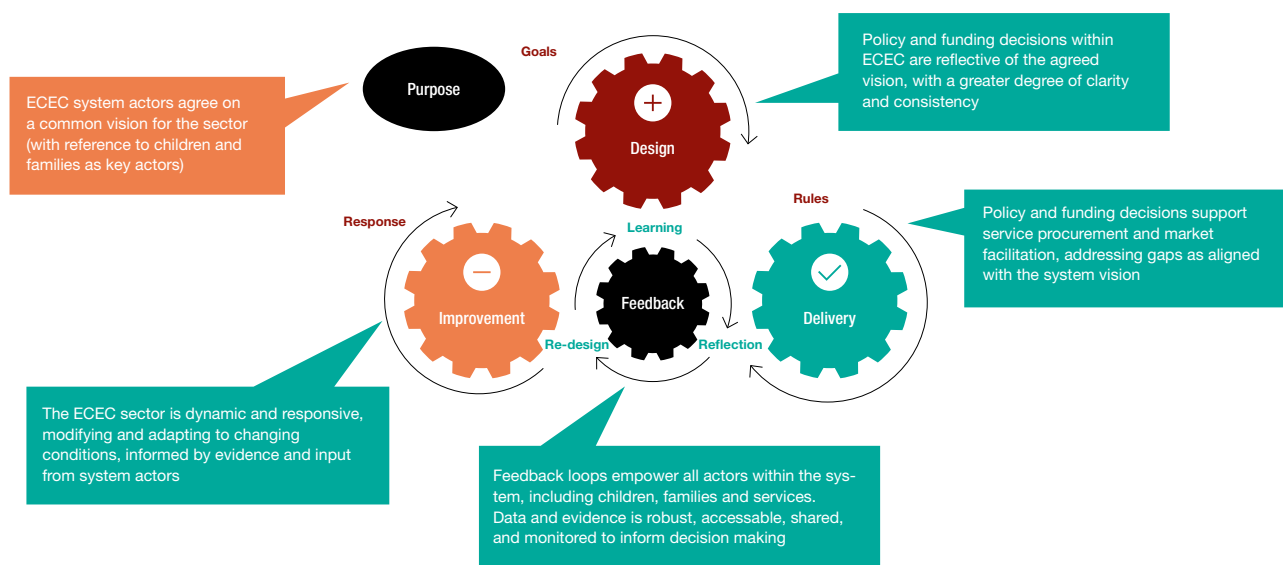 Goals
Policy and funding decisions within
ECEC are reflective of the agreed
vision, with a greater degree of clarity
and consistency
Purpose
ECEC system actors agree on
a common vision for the sector
(with reference to children and
families as key actors)
Design
Rules
Response
Learning
Policy and funding decisions support
service procurement and market
facilitation, addressing gaps as aligned
with the system vision
Improvement
Feedback
Delivery
Re-design
Reflection
The ECEC sector is dynamic and responsive,
modifying and adapting to changing
conditions, informed by evidence and input
from system actors
Feedback loops empower all actors within the sys-
tem, including children, families and services.
Data and evidence is robust, accessable, shared,
and monitored to inform decision making